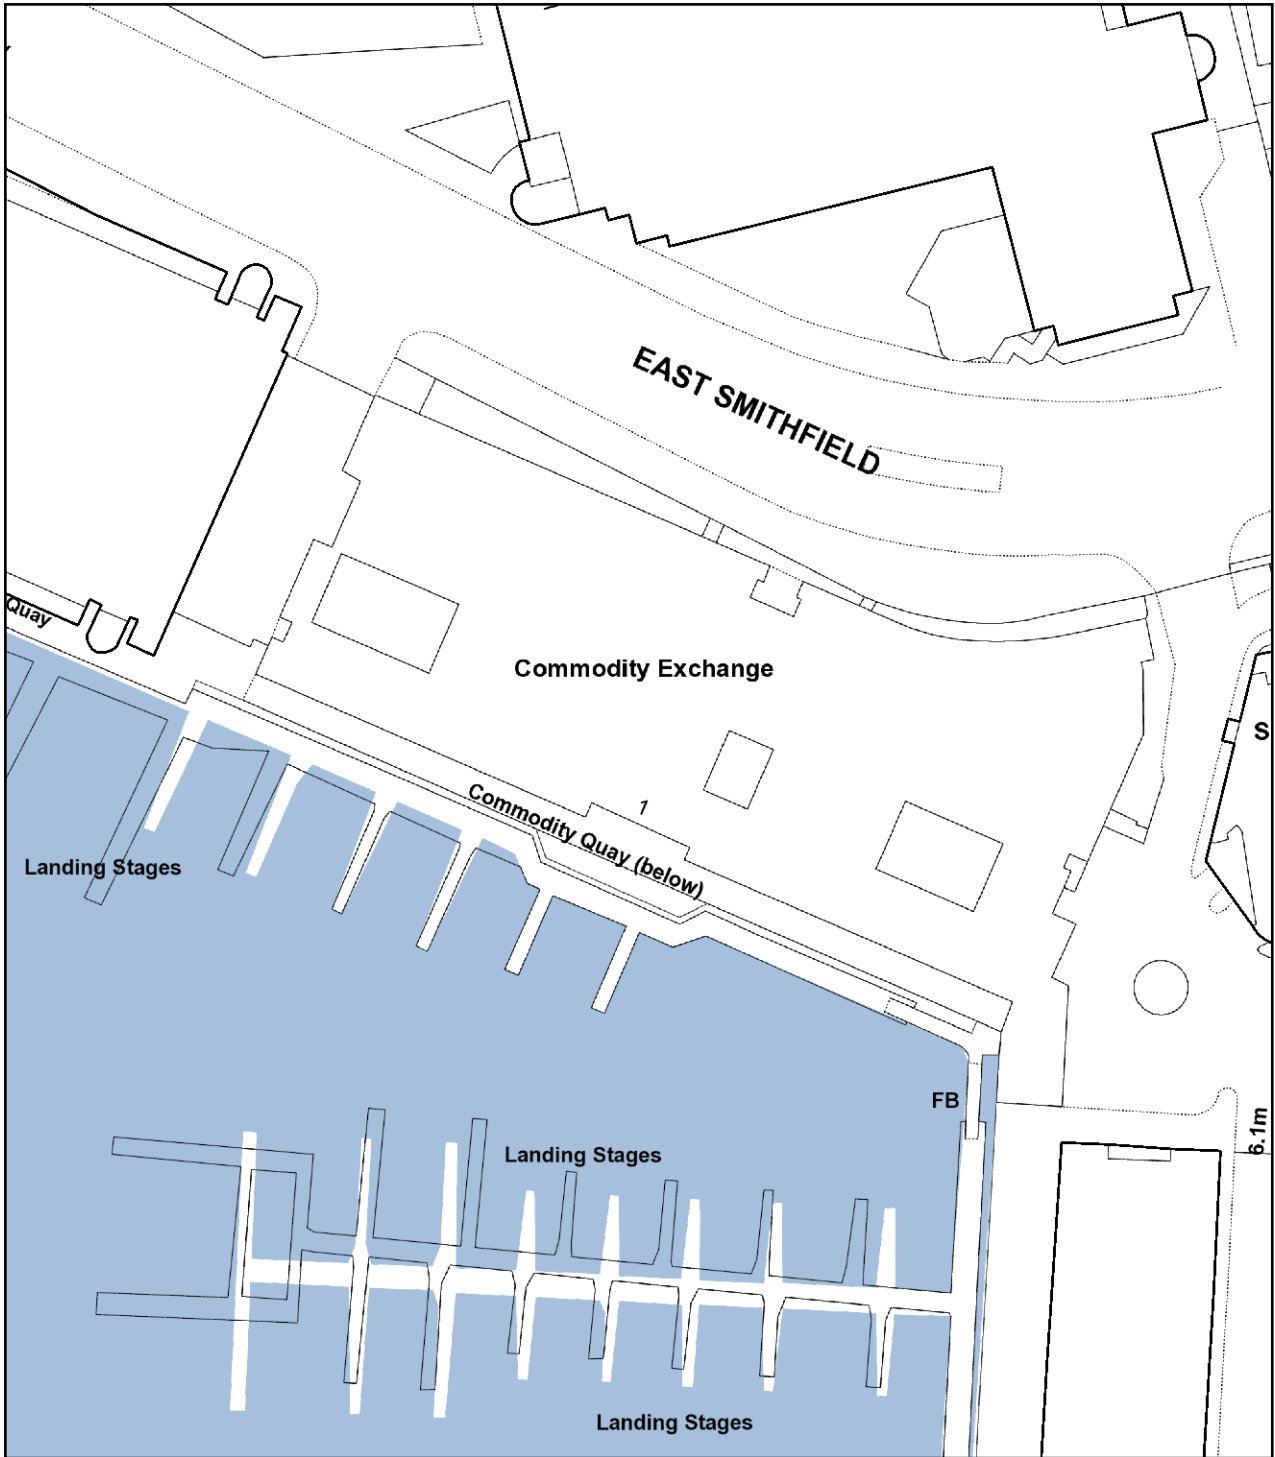 EAST SMITHFIELD
Quay
Commodity Exchange
S
1
Commodity Quay (below)
Landing Stages
FB
6.1m
Landing Stages
Landing Stages